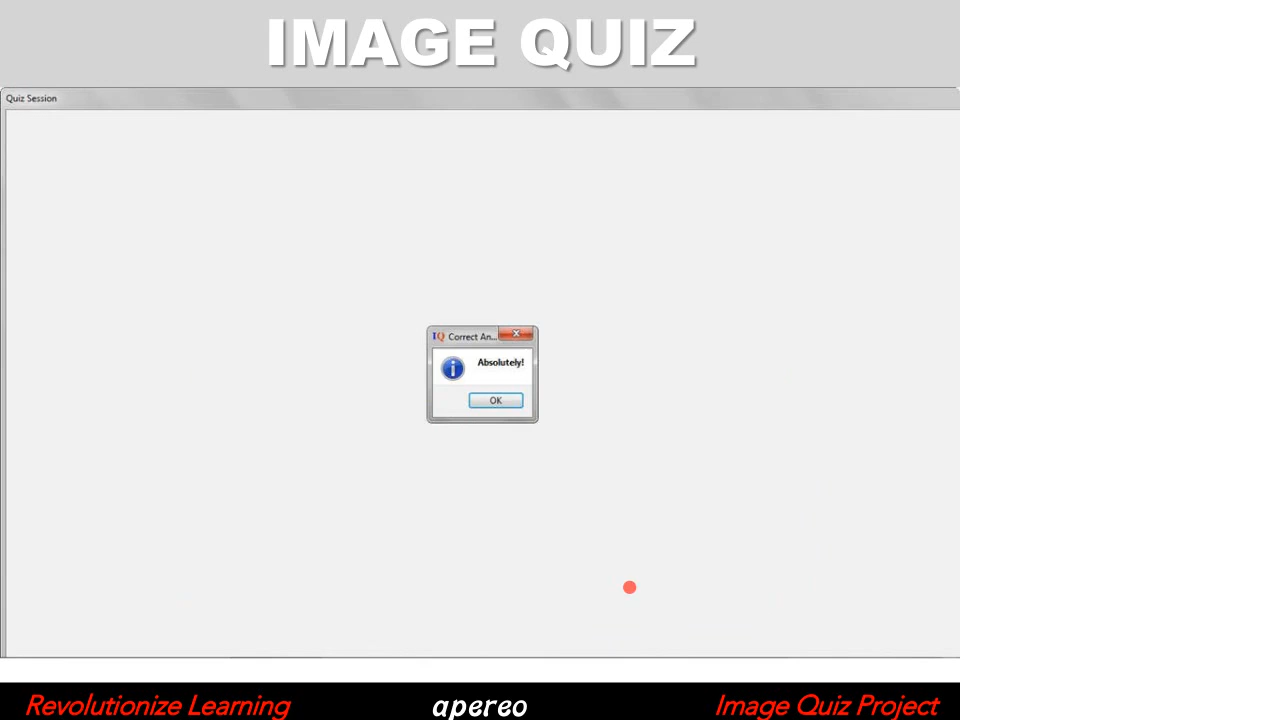 IMAGE QUIZ
Quiz Session
IQ Correct An...
Absolutely!
OK
Revolutionize Learning
apereo
Image Quiz Project